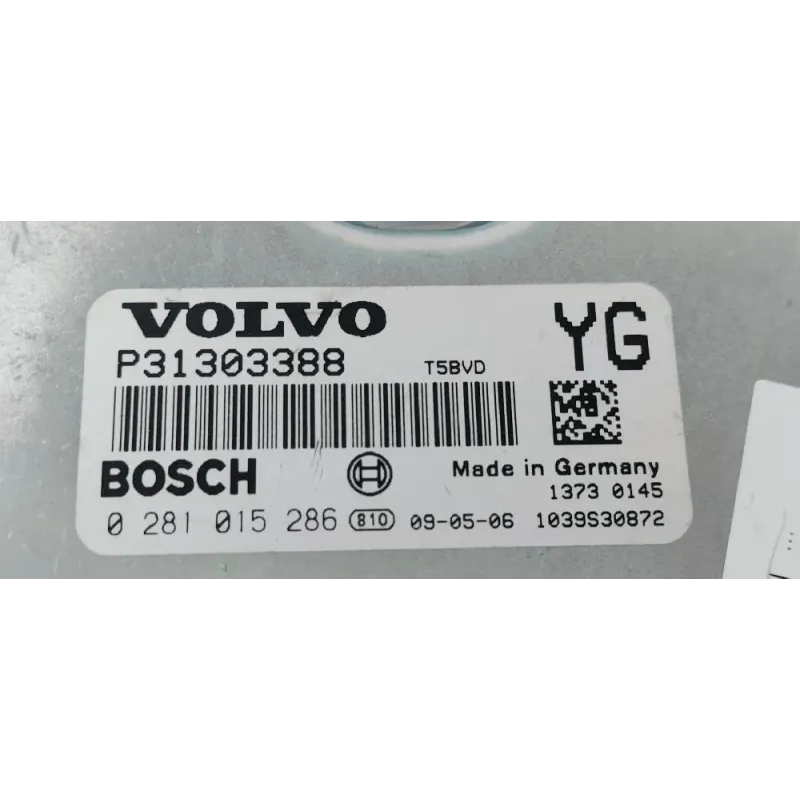 VOLVO YG
P31303388 T5BVD
BOSCH Made in Germany
1373 0145
0 281 015 286 810 09-05-06 1039S30872